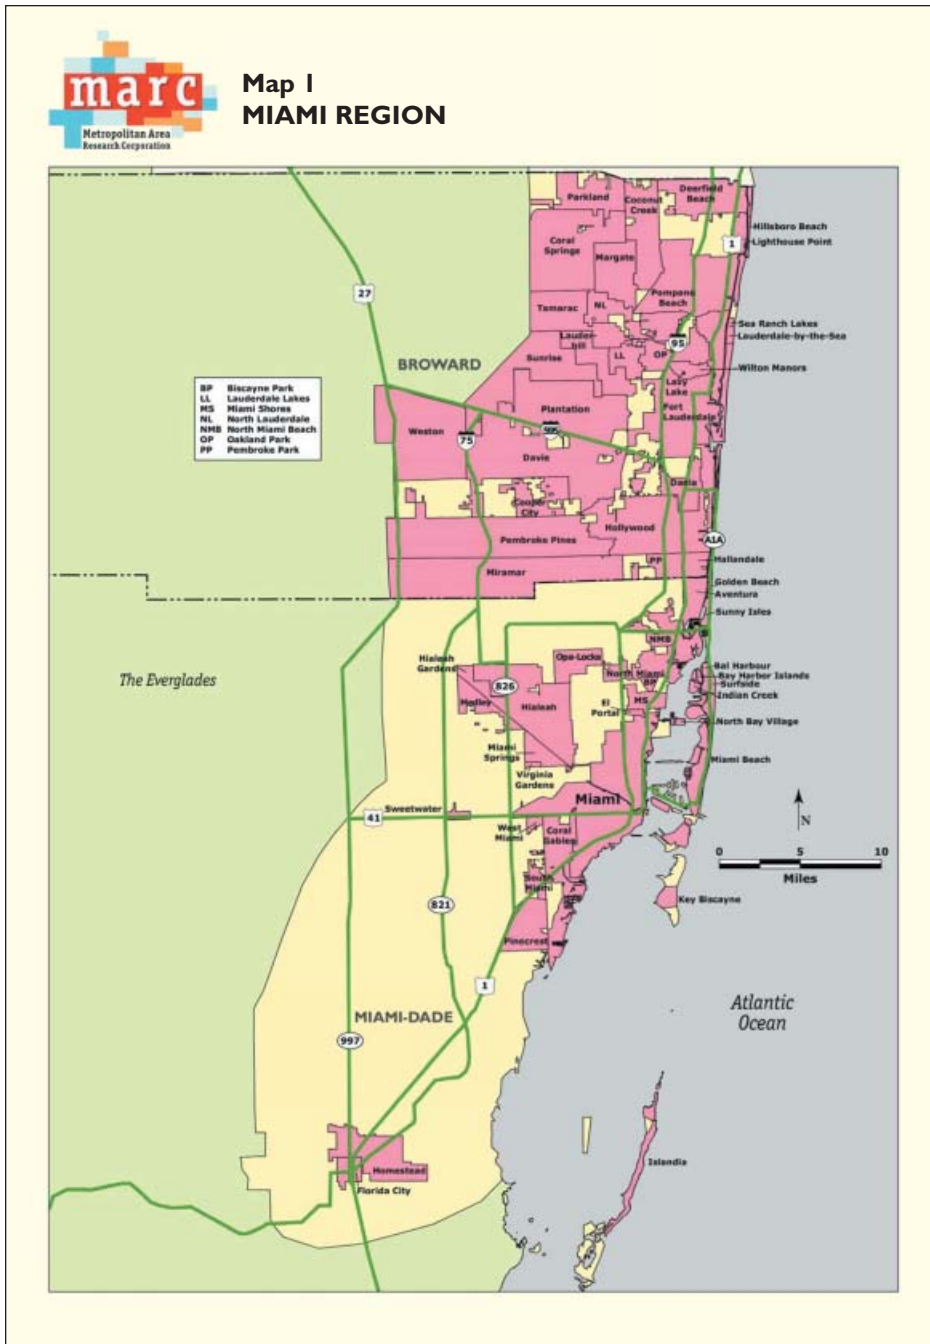 marc
Metropolitan Area
Research Corporation
Map 1
MIAMI REGION
Parkland
Coconut
Creek
Deerfield
Beach
Hillsboro Beach
1
Lighthouse Point
Coral
Springs
Margate
27
Pompano
Beach
Tamarac
NL
Sea Ranch Lakes
Lauder-
hill
95
Lauderdale-by-the-Sea
BROWARD
Sunrise
LL
OP
Wilton Manors
Lazy
Lake
BP Biscayne Park
LL Lauderdale Lakes
MS Miami Shores
NL North Lauderdale
NMB North Miami Beach
OP Oakland Park
PP Pembroke Park
Plantation
Fort
Lauderdale
Weston
75
595
Davie
Dania
Cooper
City
Hollywood
Pembroke Pines
A1A
PP
Hallandale
Miramar
Golden Beach
Aventura
Sunny Isles
NMB
The Everglades
Hialeah
Gardens
Opa-Locka
Bal Harbour
North Miami
Bay Harbor Islands
BP
Surfside
826
Indian Creek
Medley
Hialeah
El
Portal
MS
North Bay Village
Miami
Springs
Miami Beach
Virginia
Gardens
Miami
Sweetwater
41
N
West
Miami
Coral
Gables
0 5 10
Miles
South
Miami
Key Biscayne
821
Pinecrest
1
Atlantic
Ocean
MIAMI-DADE
997
Islandia
Homestead
Florida City